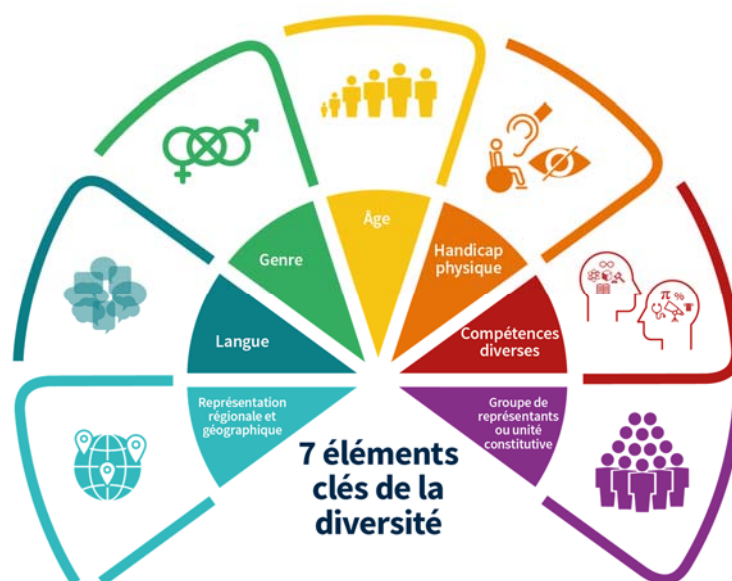 Âge
Genre
Handicap
physique
Langue
Compétences
diverses
Représentation
régionale et
géographique
Groupe de
représentants
ou unité
constitutive
7 éléments
clés de la
diversité
π %